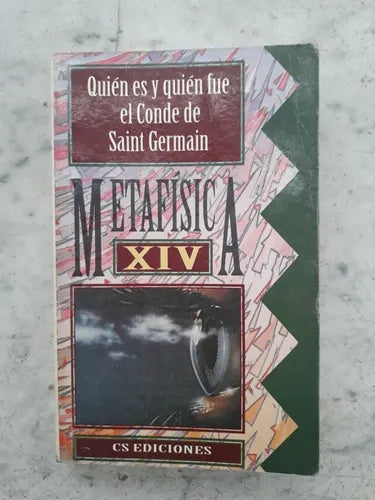 Quién es y quién fue
el Conde de
Saint Germain
METAFÍSICA
XIV
CS EDICIONES